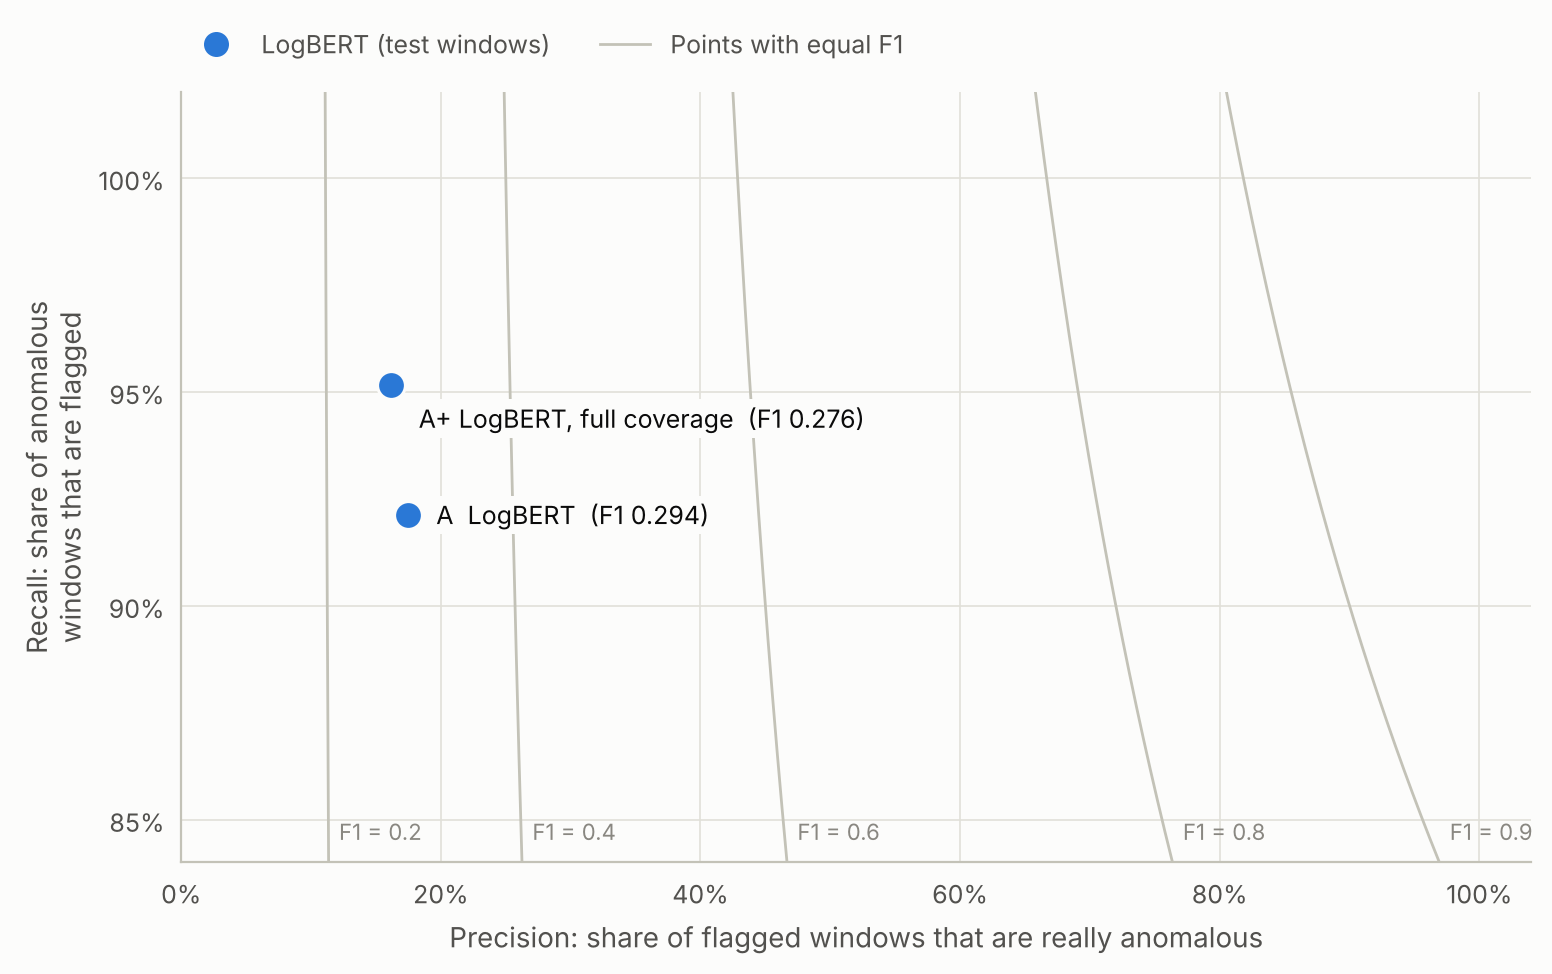 LogBERT (test windows)
Points with equal F1
100%
95%
90%
85%
Recall: share of anomalous
windows that are flagged
A+ LogBERT, full coverage (F1 0.276)
A LogBERT (F1 0.294)
F1 = 0.2
F1 = 0.4
F1 = 0.6
F1 = 0.8
F1 = 0.9
0%
20%
40%
60%
80%
100%
Precision: share of flagged windows that are really anomalous